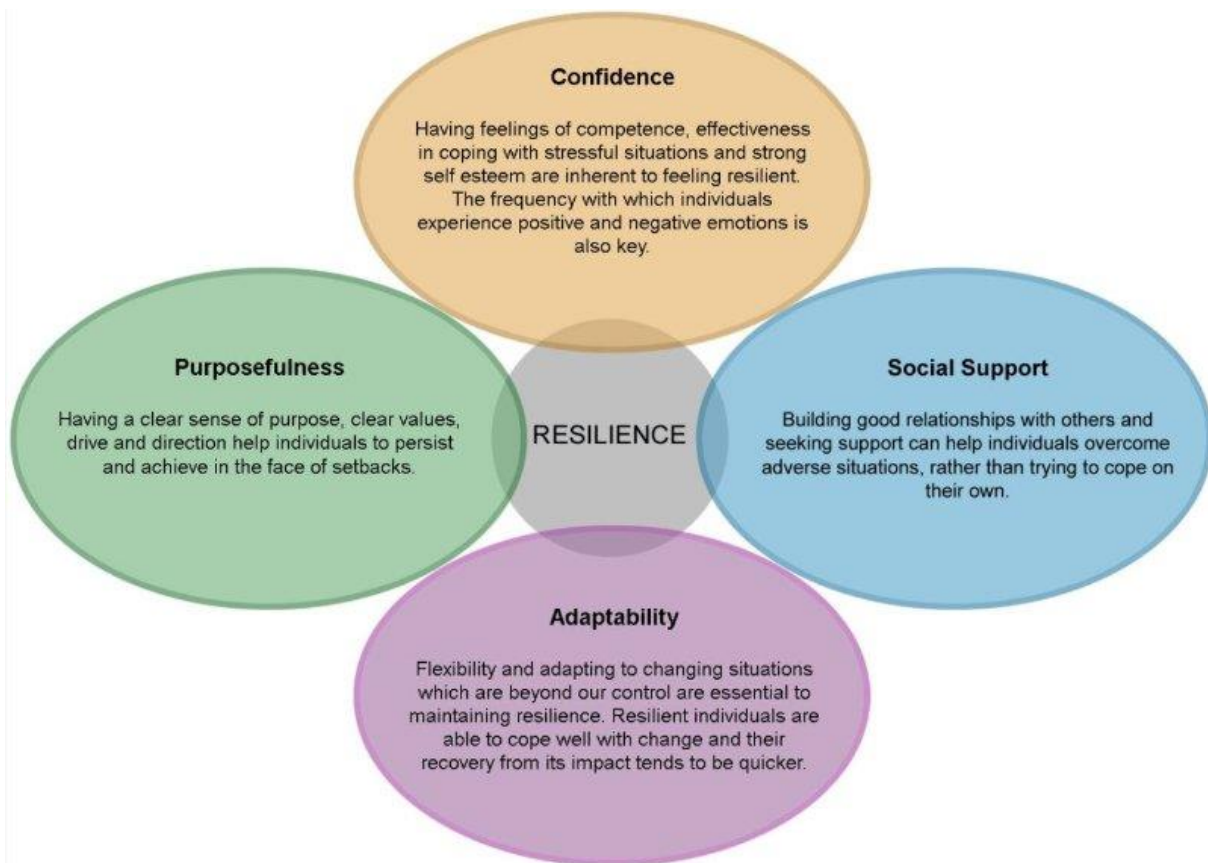 Confidence
Having feelings of competence, effectiveness
in coping with stressful situations and strong
self esteem are inherent to feeling resilient.
The frequency with which individuals
experience positive and negative emotions is
also key.
Purposefulness
Having a clear sense of purpose, clear values,
drive and direction help individuals to persist
and achieve in the face of setbacks.
RESILIENCE
Social Support
Building good relationships with others and
seeking support can help individuals overcome
adverse situations, rather than trying to cope on
their own.
Adaptability
Flexibility and adapting to changing situations
which are beyond our control are essential to
maintaining resilience. Resilient individuals are
able to cope well with change and their
recovery from its impact tends to be quicker.